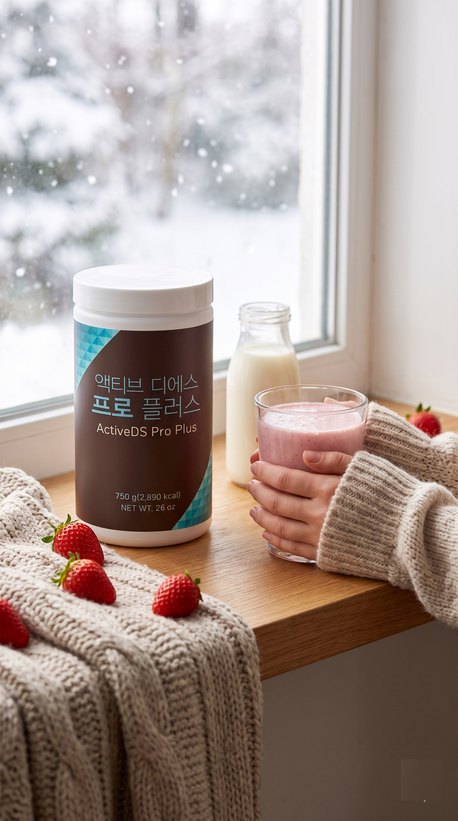 액티브 디에스
프로 플러스
ActiveDS Pro Plus
750 g(2,890 kcal)
NET WT. 26 oz